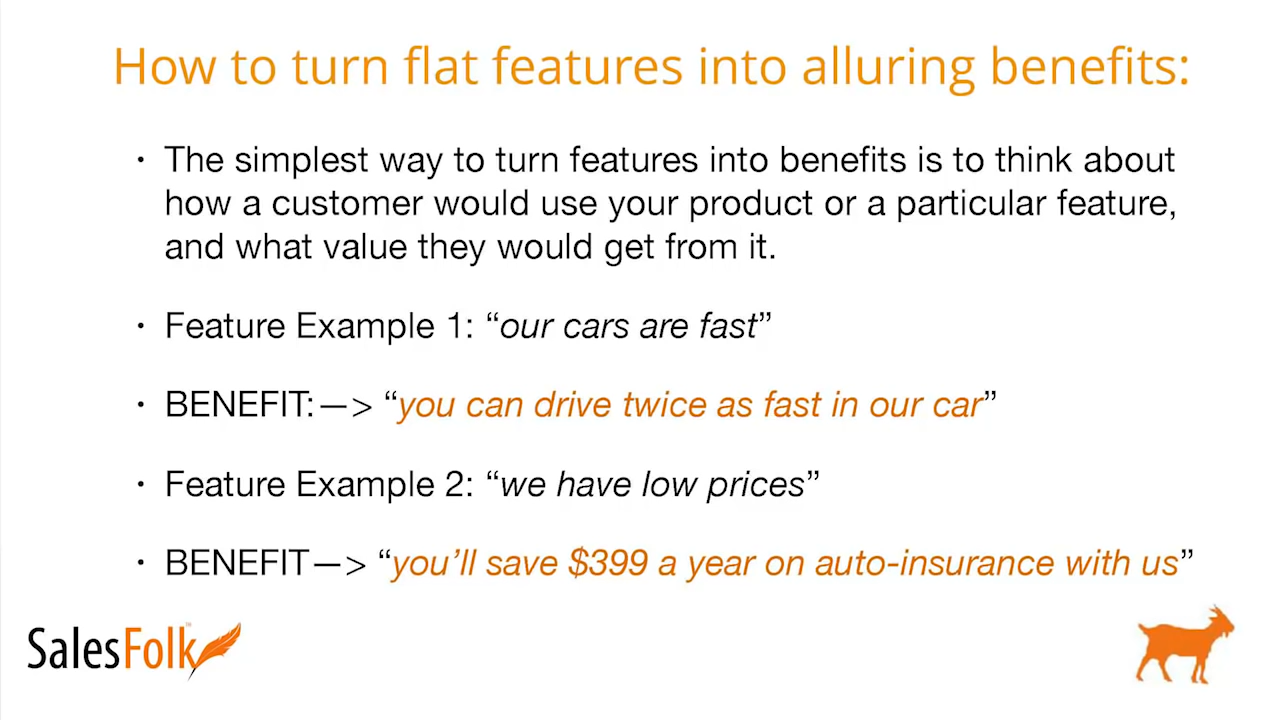 How to turn flat features into alluring benefits:
• The simplest way to turn features into benefits is to think about
how a customer would use your product or a particular feature,
and what value they would get from it.
• Feature Example 1: “our cars are fast”
• BENEFIT:—> “you can drive twice as fast in our car”
• Feature Example 2: “we have low prices”
• BENEFIT—> “you’ll save $399 a year on auto-insurance with us”
SalesFolk™